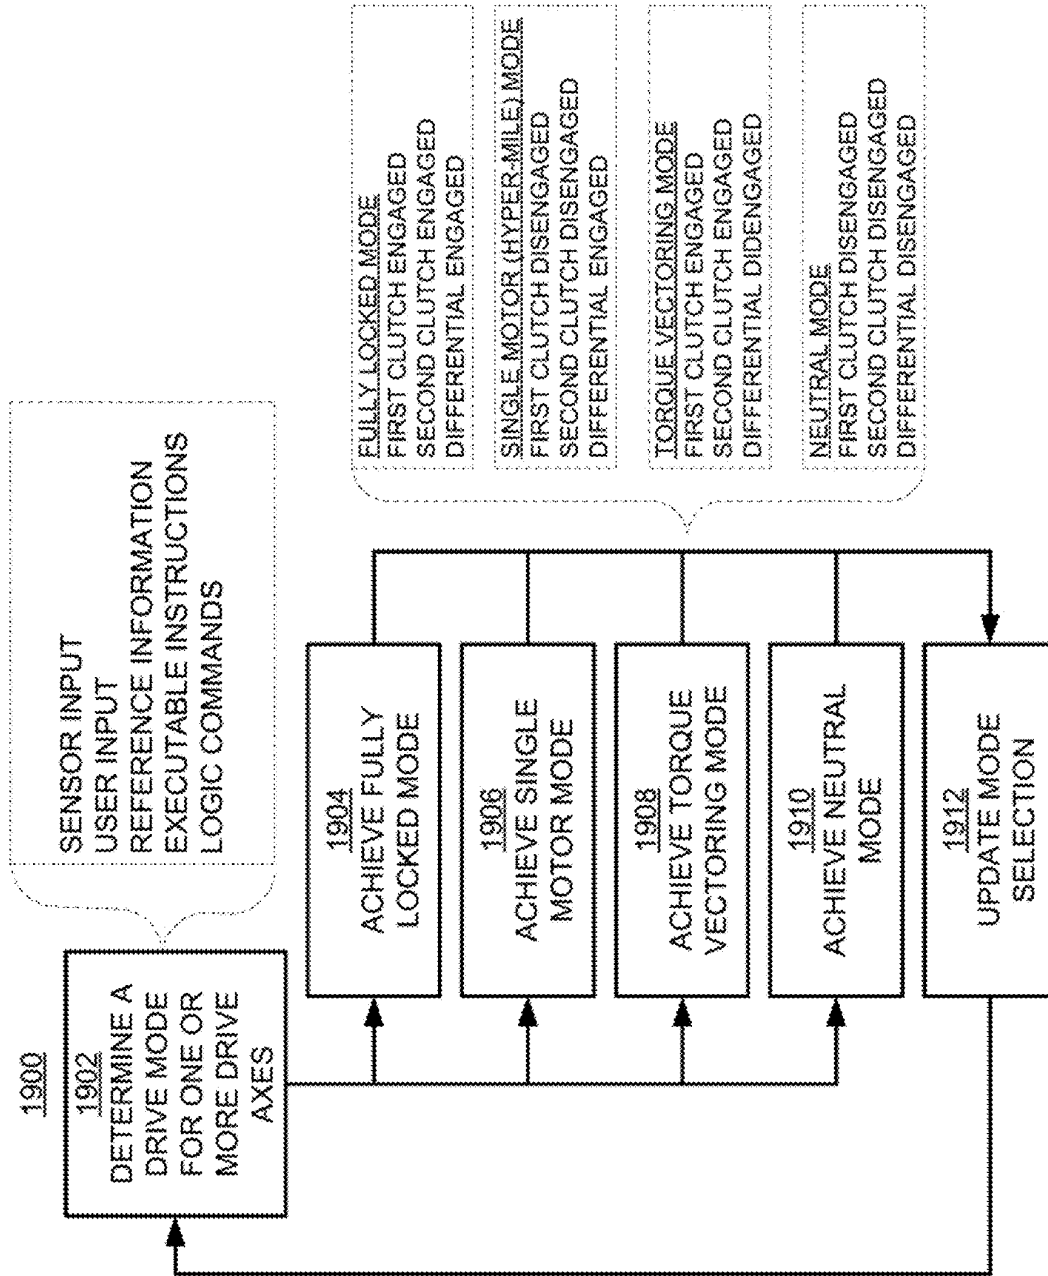 1900
1902
DETERMINE A
DRIVE MODE
FOR ONE OR
MORE DRIVE
AXES
SENSOR INPUT
USER INPUT
REFERENCE INFORMATION
EXECUTABLE INSTRUCTIONS
LOGIC COMMANDS
1904
ACHIEVE FULLY
LOCKED MODE
1906
ACHIEVE SINGLE
MOTOR MODE
1908
ACHIEVE TORQUE
VECTORING MODE
1910
ACHIEVE NEUTRAL
MODE
1912
UPDATE MODE
SELECTION
FULLY LOCKED MODE
FIRST CLUTCH ENGAGED
SECOND CLUTCH ENGAGED
DIFFERENTIAL ENGAGED
SINGLE MOTOR (HYPER-MILE) MODE
FIRST CLUTCH DISENGAGED
SECOND CLUTCH DISENGAGED
DIFFERENTIAL ENGAGED
TORQUE VECTORING MODE
FIRST CLUTCH ENGAGED
SECOND CLUTCH ENGAGED
DIFFERENTIAL DIDENGAGED
NEUTRAL MODE
FIRST CLUTCH DISENGAGED
SECOND CLUTCH DISENGAGED
DIFFERENTIAL DISENGAGED